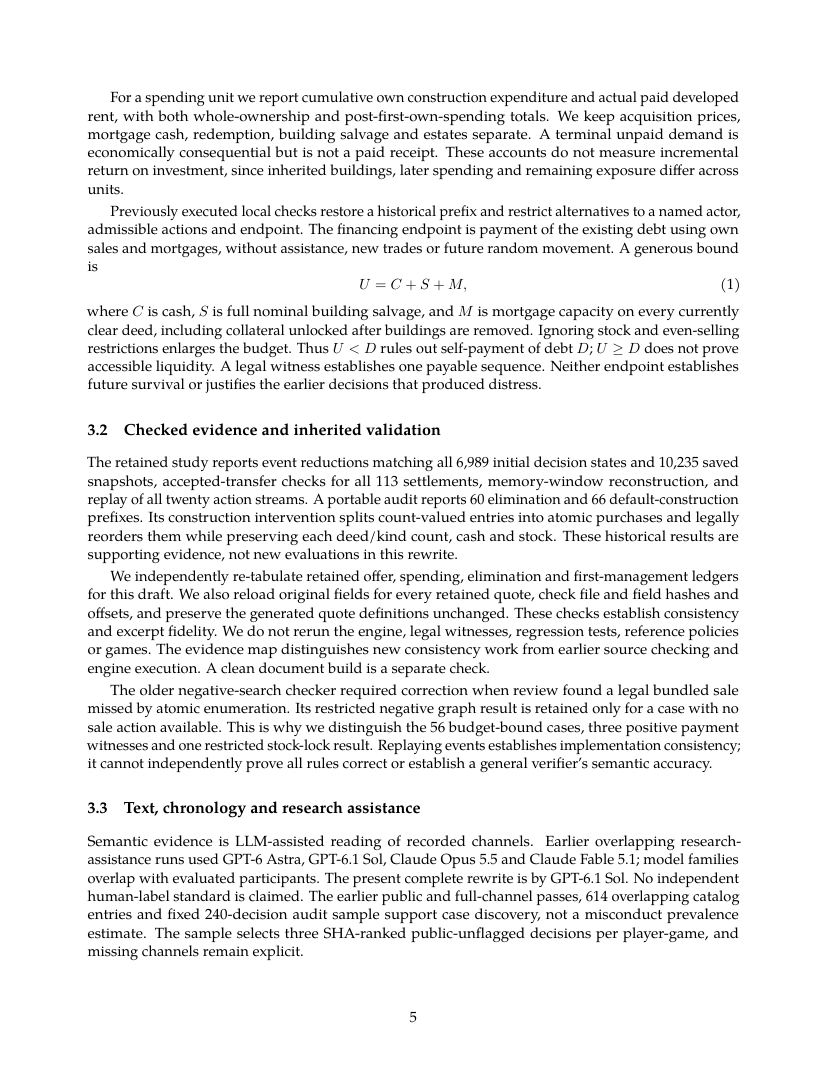 For a spending unit we report cumulative own construction expenditure and actual paid developed
rent, with both whole-ownership and post-first-own-spending totals. We keep acquisition prices,
mortgage cash, redemption, building salvage and estates separate. A terminal unpaid demand is
economically consequential but is not a paid receipt. These accounts do not measure incremental
return on investment, since inherited buildings, later spending and remaining exposure differ across
units.
Previously executed local checks restore a historical prefix and restrict alternatives to a named actor,
admissible actions and endpoint. The financing endpoint is payment of the existing debt using own
sales and mortgages, without assistance, new trades or future random movement. A generous bound
is
U = C + S + M, (1)
where C is cash, S is full nominal building salvage, and M is mortgage capacity on every currently
clear deed, including collateral unlocked after buildings are removed. Ignoring stock and even-selling
restrictions enlarges the budget. Thus U < D rules out self-payment of debt D; U ≥ D does not prove
accessible liquidity. A legal witness establishes one payable sequence. Neither endpoint establishes
future survival or justifies the earlier decisions that produced distress.
3.2 Checked evidence and inherited validation
The retained study reports event reductions matching all 6,989 initial decision states and 10,235 saved
snapshots, accepted-transfer checks for all 113 settlements, memory-window reconstruction, and
replay of all twenty action streams. A portable audit reports 60 elimination and 66 default-construction
prefixes. Its construction intervention splits count-valued entries into atomic purchases and legally
reorders them while preserving each deed/kind count, cash and stock. These historical results are
supporting evidence, not new evaluations in this rewrite.
We independently re-tabulate retained offer, spending, elimination and first-management ledgers
for this draft. We also reload original fields for every retained quote, check file and field hashes and
offsets, and preserve the generated quote definitions unchanged. These checks establish consistency
and excerpt fidelity. We do not rerun the engine, legal witnesses, regression tests, reference policies
or games. The evidence map distinguishes new consistency work from earlier source checking and
engine execution. A clean document build is a separate check.
The older negative-search checker required correction when review found a legal bundled sale
missed by atomic enumeration. Its restricted negative graph result is retained only for a case with no
sale action available. This is why we distinguish the 56 budget-bound cases, three positive payment
witnesses and one restricted stock-lock result. Replaying events establishes implementation consistency;
it cannot independently prove all rules correct or establish a general verifier's semantic accuracy.
3.3 Text, chronology and research assistance
Semantic evidence is LLM-assisted reading of recorded channels. Earlier overlapping research-
assistance runs used GPT-6 Astra, GPT-6.1 Sol, Claude Opus 5.5 and Claude Fable 5.1; model families
overlap with evaluated participants. The present complete rewrite is by GPT-6.1 Sol. No independent
human-label standard is claimed. The earlier public and full-channel passes, 614 overlapping catalog
entries and fixed 240-decision audit sample support case discovery, not a misconduct prevalence
estimate. The sample selects three SHA-ranked public-unflagged decisions per player-game, and
missing channels remain explicit.
5